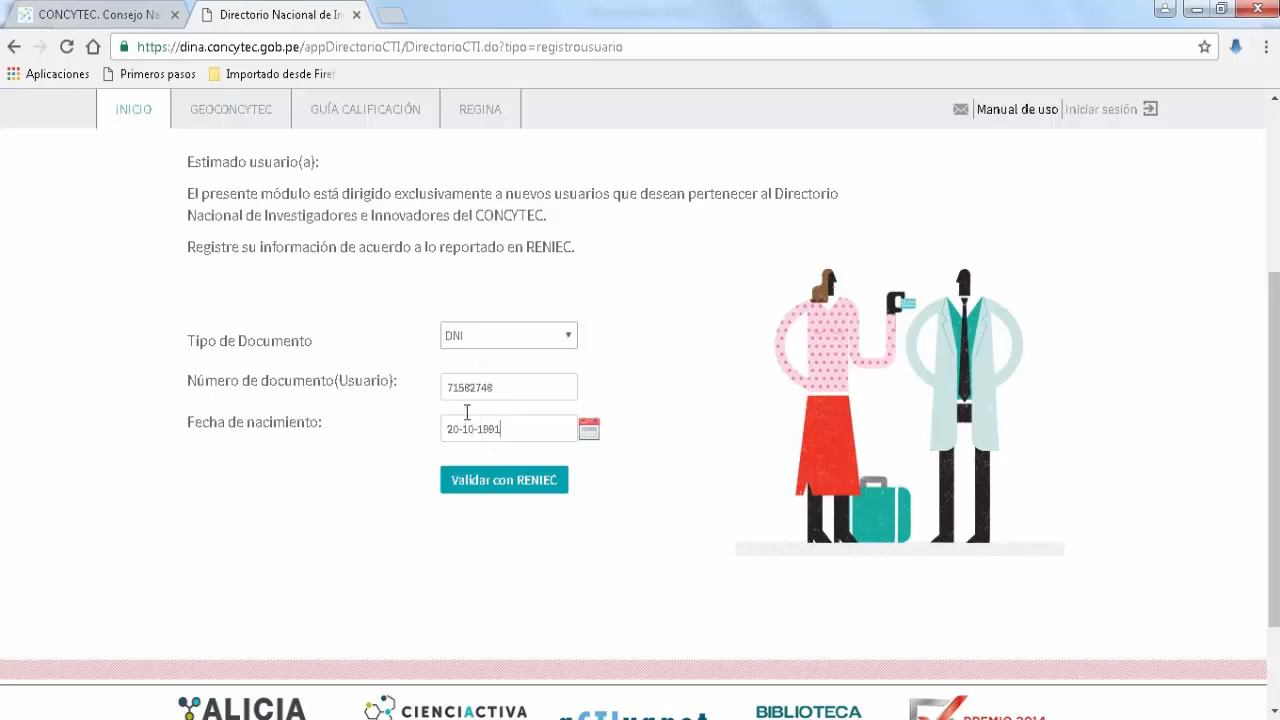 CONCYTEC. Consejo Na
Directorio Nacional de In
https://dina.concytec.gob.pe/appDirectorioCTI/DirectorioCTI.do?tipo=registrousuario
Aplicaciones
Primeros pasos
Importado desde Firef
INICIO
GEOCONCYTEC
GUÍA CALIFICACIÓN
REGINA
Manual de uso
Iniciar sesión
Estimado usuario(a):
El presente módulo está dirigido exclusivamente a nuevos usuarios que desean pertenecer al Directorio
Nacional de Investigadores e Innovadores del CONCYTEC.
Registre su información de acuerdo a lo reportado en RENIEC.
Tipo de Documento
DNI
Número de documento(Usuario):
71562746
Fecha de nacimiento:
20-10-1991
Validar con RENIEC
ALICIA
CIENCIACTIVA
BIBLIOTECA
PREMIO 2014